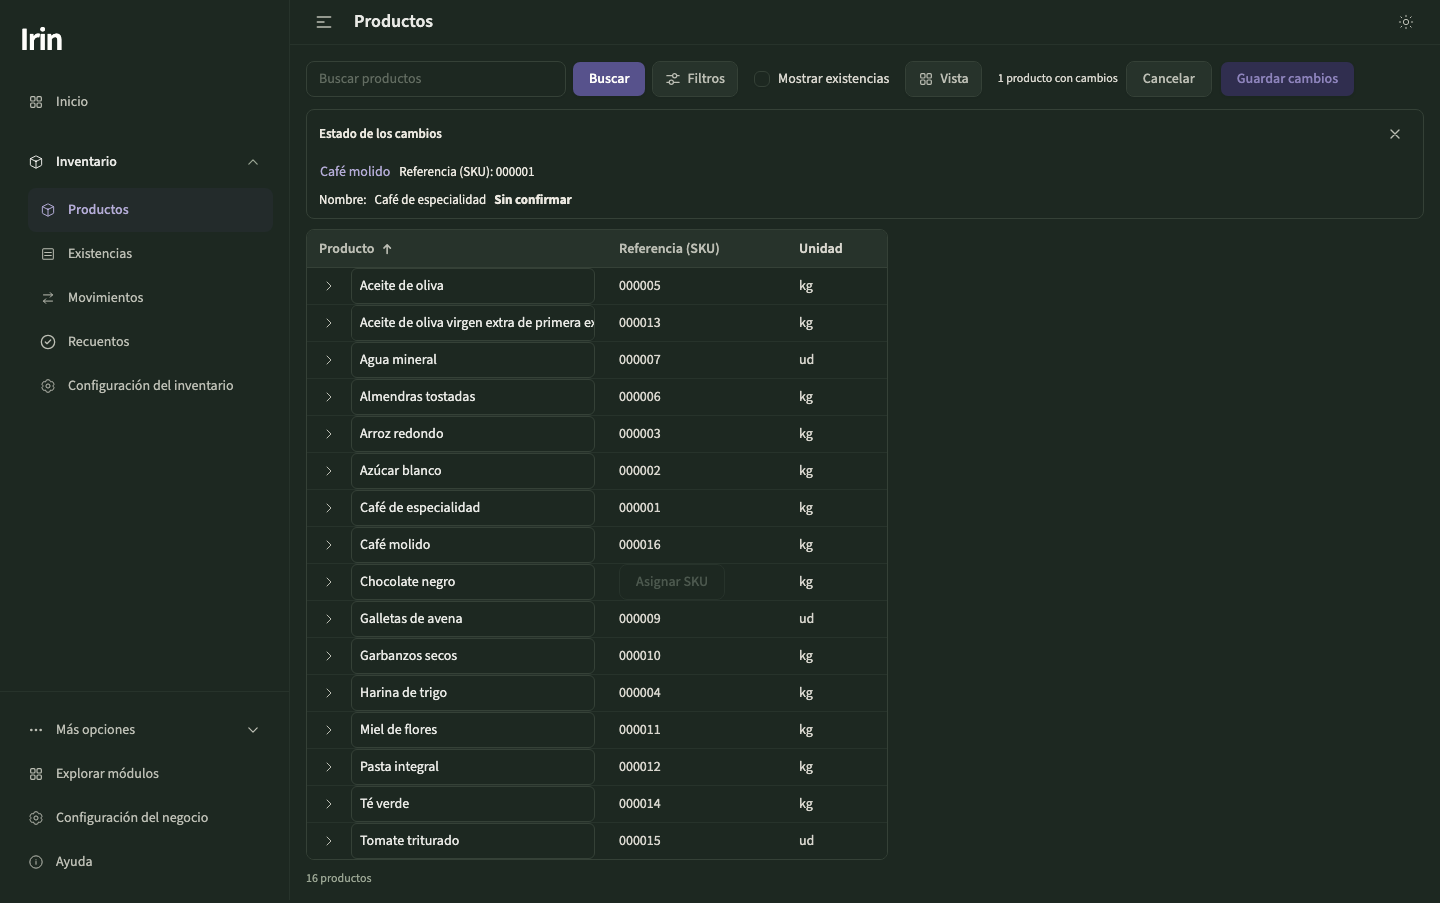 Irin
Productos
Inicio
Inventario
Productos
Existencias
Movimientos
Recuentos
Configuración del inventario
Más opciones
Explorar módulos
Configuración del negocio
Ayuda
Buscar productos Buscar Filtros Mostrar existencias Vista 1 producto con cambios Cancelar Guardar cambios
Estado de los cambios
Café molido Referencia (SKU): 000001
Nombre: Café de especialidad Sin confirmar
Producto Referencia (SKU) Unidad
Aceite de oliva 000005 kg
Aceite de oliva virgen extra de primera ex 000013 kg
Agua mineral 000007 ud
Almendras tostadas 000006 kg
Arroz redondo 000003 kg
Azúcar blanco 000002 kg
Café de especialidad 000001 kg
Café molido 000016 kg
Chocolate negro Asignar SKU kg
Galletas de avena 000009 ud
Garbanzos secos 000010 kg
Harina de trigo 000004 kg
Miel de flores 000011 kg
Pasta integral 000012 kg
Té verde 000014 kg
Tomate triturado 000015 ud
16 productos